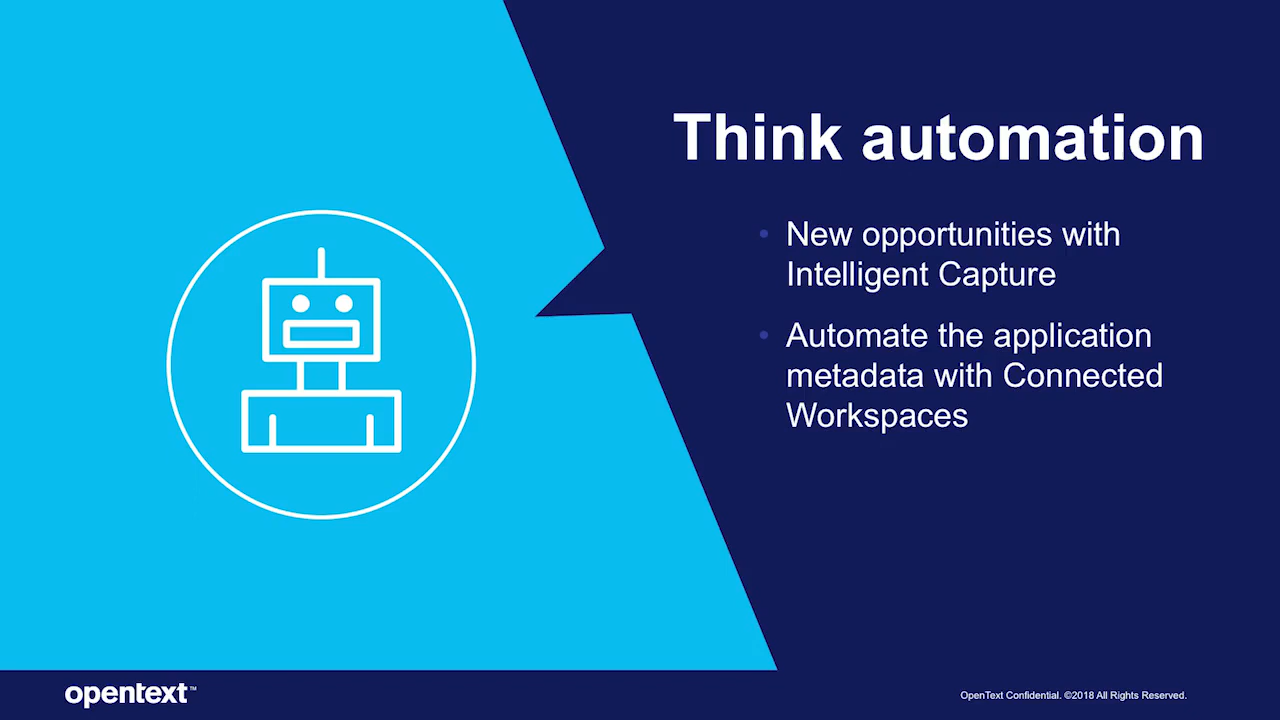 Think automation
• New opportunities with
Intelligent Capture
• Automate the application
metadata with Connected
Workspaces
opentext™
OpenText Confidential. ©2018 All Rights Reserved.